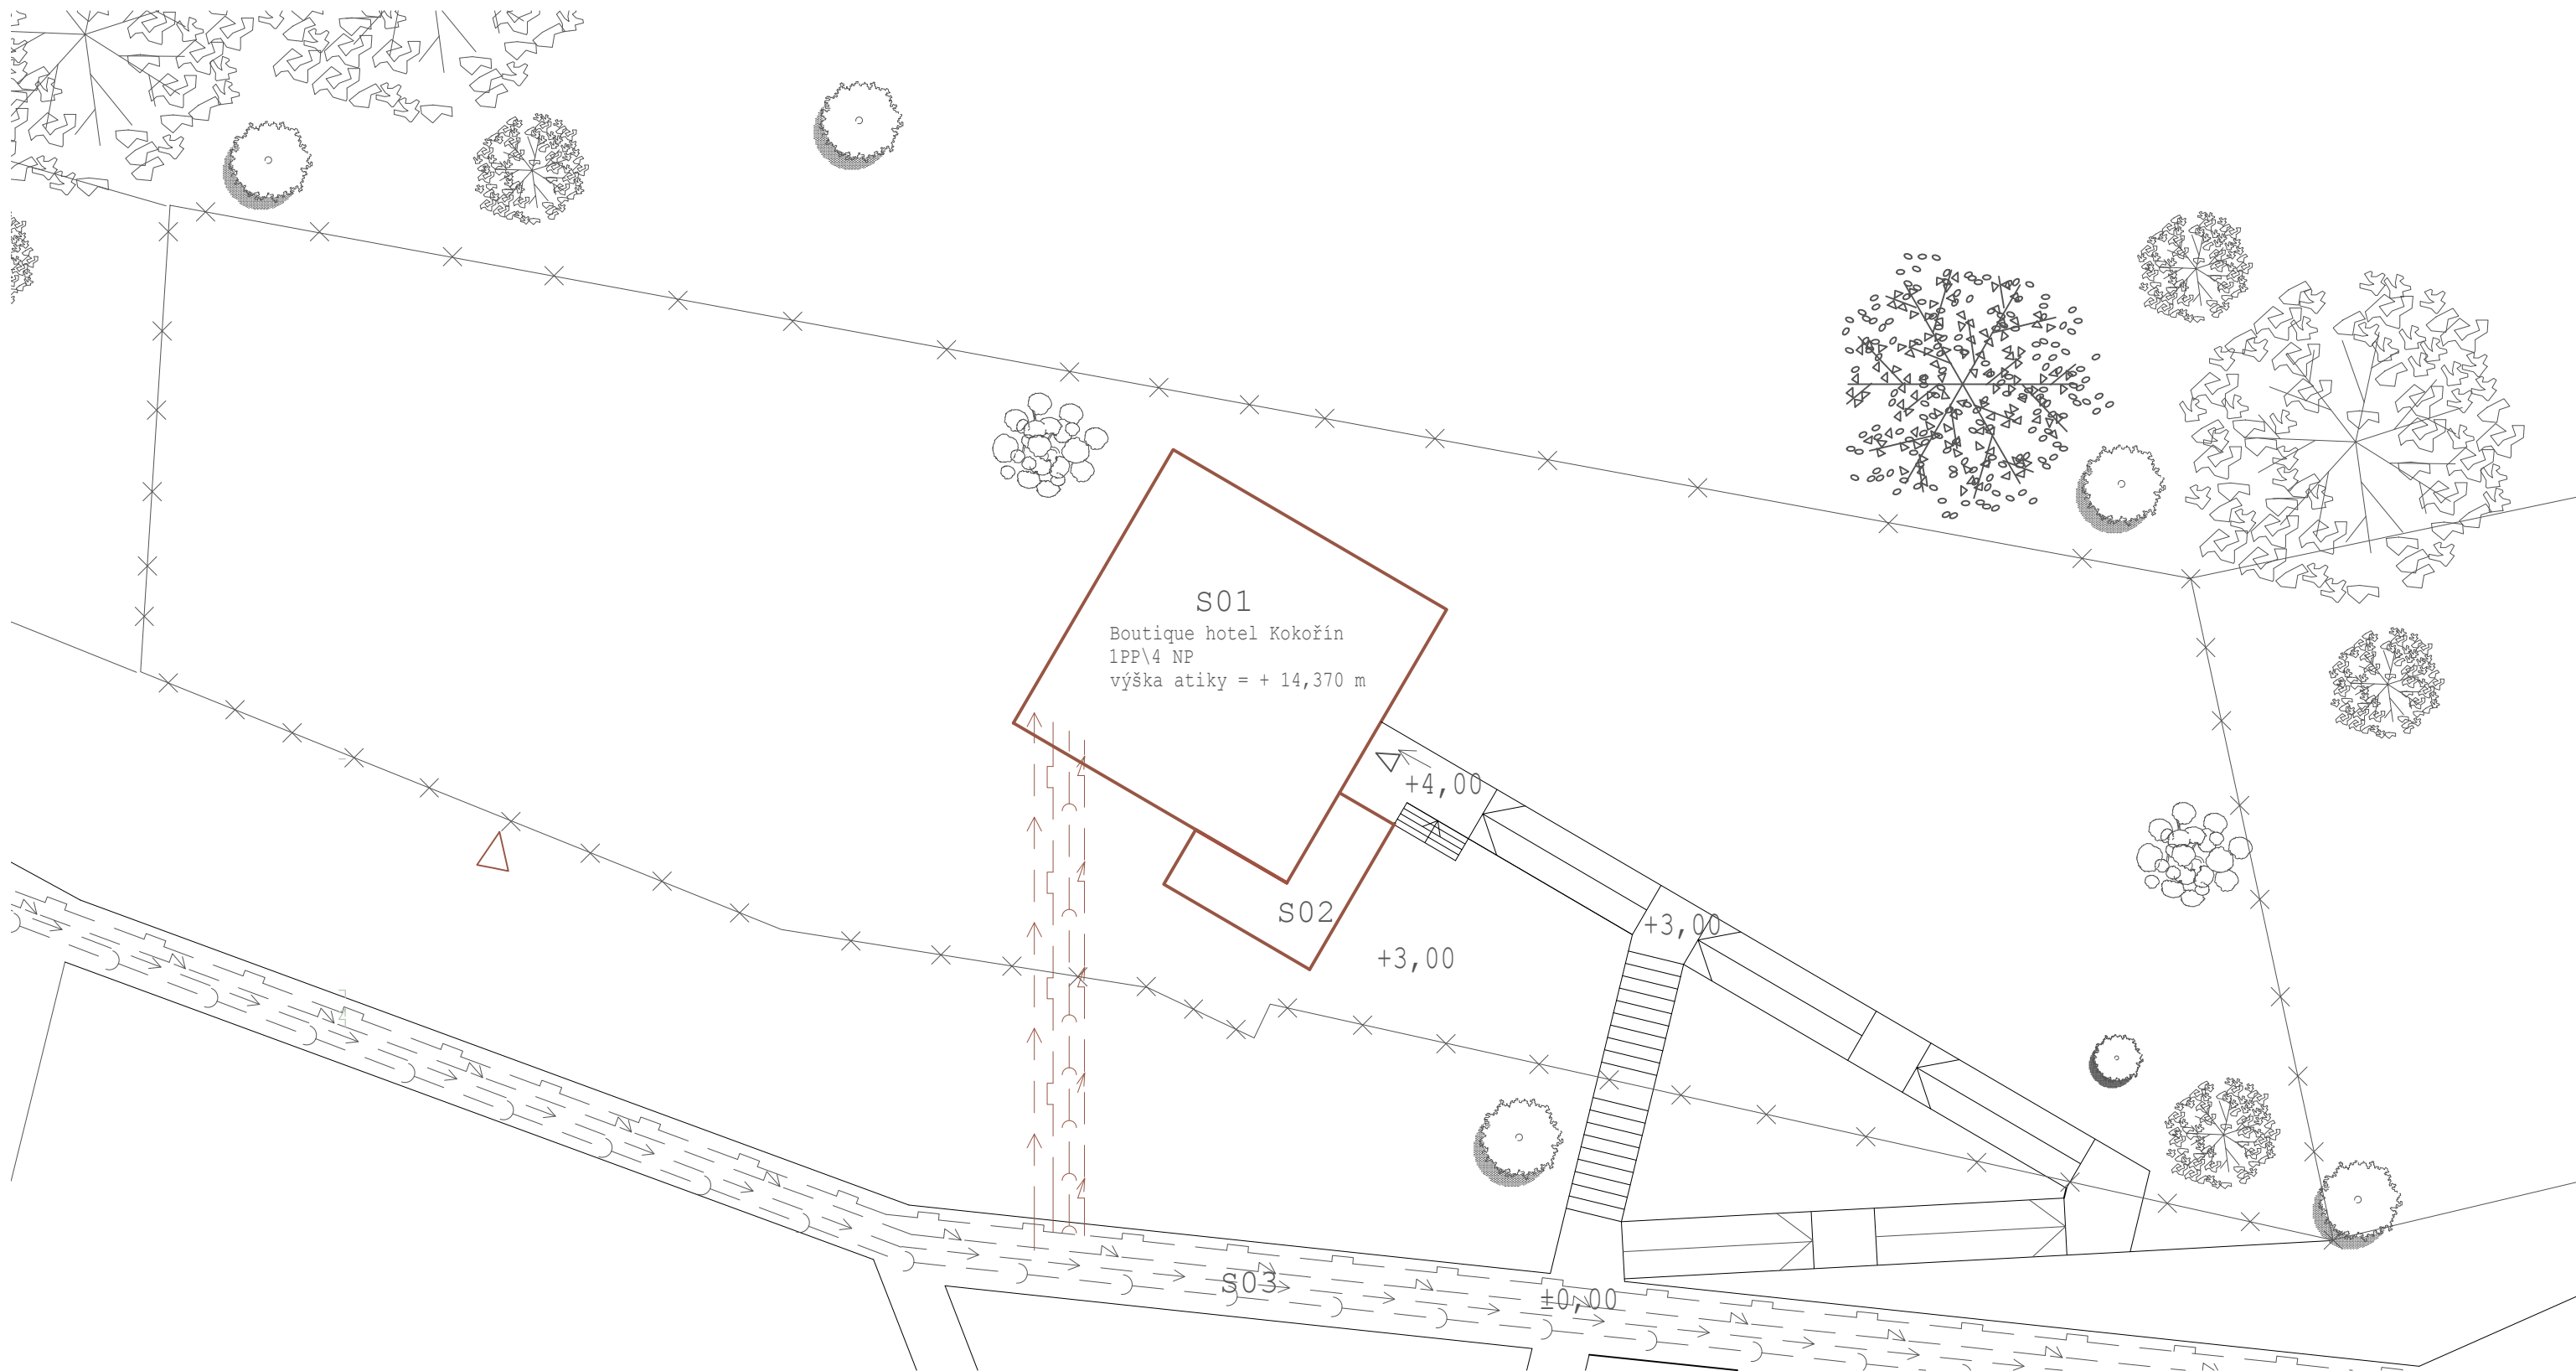 S01
Boutique hotel Kokořín
1PP\4 NP
výška atiky = + 14,370 m
+4,00
S02
+3,00
+3,00
S03
±0,00